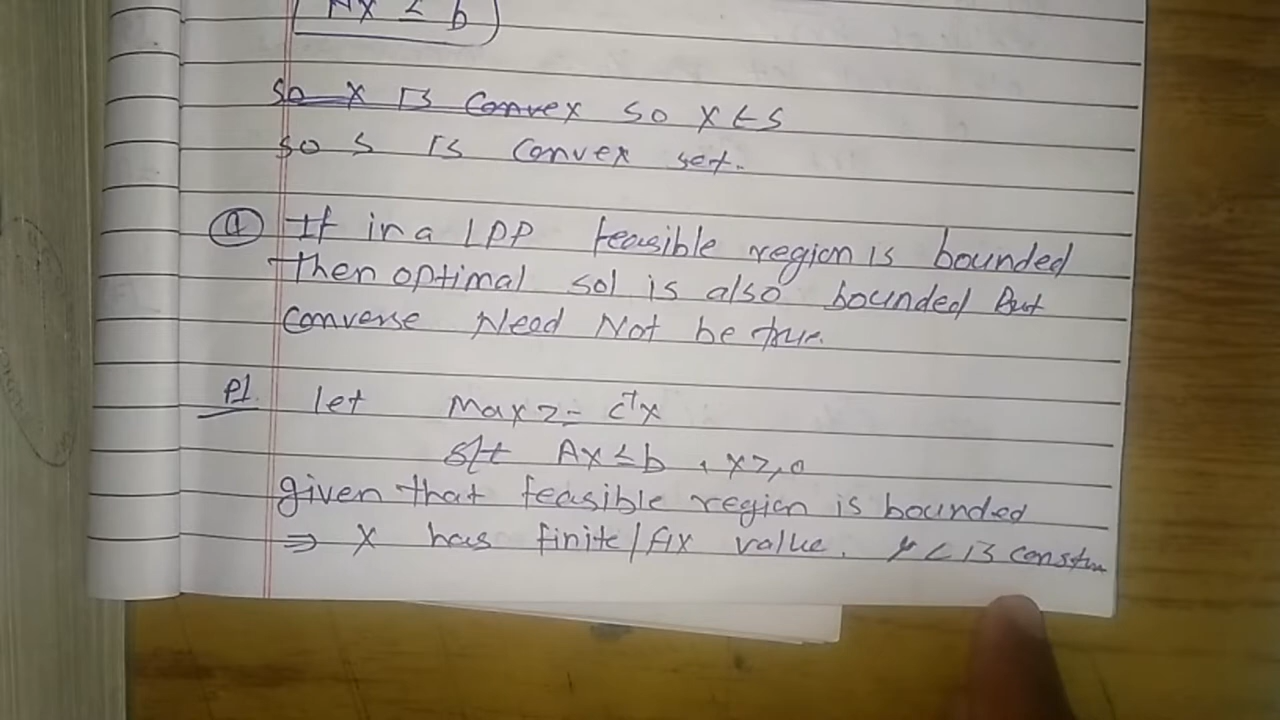 AX ≤ b
so X is convex so X ∈ S
so S is convex set.
Q If in a LPP feasible region is bounded
then optimal sol is also bounded But
converse Need Not be true.
Pf. let Max z = cᵀx
s/t Ax ≤ b , x ≥ 0
given that feasible region is bounded
⇒ X has finite/fix value. & C is